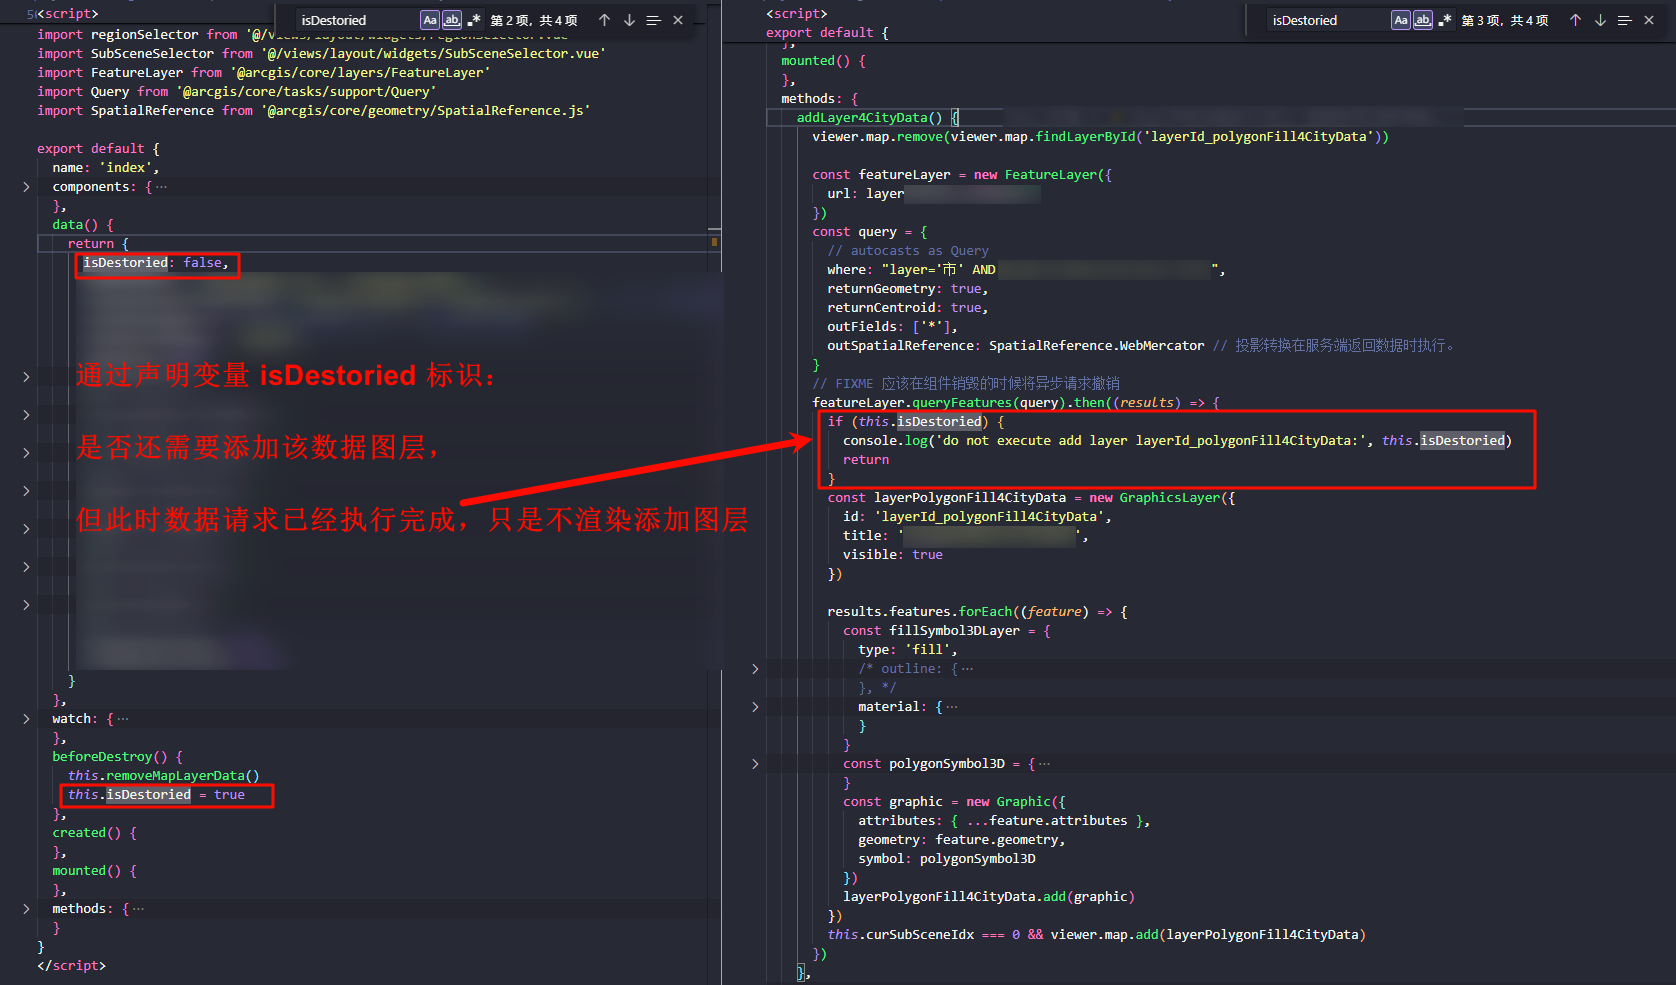 <script>
isDestoried
Aa
ab
.*
第 2 项，共 4 项
import regionSelector from '@/views/layout/widgets/regionSelector.vue'
import SubSceneSelector from '@/views/layout/widgets/SubSceneSelector.vue'
import FeatureLayer from '@arcgis/core/layers/FeatureLayer'
import Query from '@arcgis/core/tasks/support/Query'
import SpatialReference from '@arcgis/core/geometry/SpatialReference.js'
export default {
name: 'index',
components: {···
},
data() {
return {
isDestoried: false,
通过声明变量 isDestoried 标识：
是否还需要添加该数据图层，
但此时数据请求已经执行完成，只是不渲染添加图层
}
},
watch: {···
},
beforeDestroy() {
this.removeMapLayerData()
this.isDestoried = true
},
created() {
},
mounted() {
},
methods: {···
}
}
</script>
<script>
isDestoried
Aa
ab
.*
第 3 项，共 4 项
export default {
},
mounted() {
},
methods: {
addLayer4CityData() {
viewer.map.remove(viewer.map.findLayerById('layerId_polygonFill4CityData'))
const featureLayer = new FeatureLayer({
url: layer
})
const query = {
// autocasts as Query
where: "layer='市' AND ",
returnGeometry: true,
returnCentroid: true,
outFields: ['*'],
outSpatialReference: SpatialReference.WebMercator // 投影转换在服务端返回数据时执行。
}
// FIXME 应该在组件销毁的时候将异步请求撤销
featureLayer.queryFeatures(query).then((results) => {
if (this.isDestoried) {
console.log('do not execute add layer layerId_polygonFill4CityData:', this.isDestoried)
return
}
const layerPolygonFill4CityData = new GraphicsLayer({
id: 'layerId_polygonFill4CityData',
title: '',
visible: true
})
results.features.forEach((feature) => {
const fillSymbol3DLayer = {
type: 'fill',
/* outline: {···
}, */
material: {···
}
}
const polygonSymbol3D = {···
}
const graphic = new Graphic({
attributes: { ...feature.attributes },
geometry: feature.geometry,
symbol: polygonSymbol3D
})
layerPolygonFill4CityData.add(graphic)
})
this.curSubSceneIdx === 0 && viewer.map.add(layerPolygonFill4CityData)
})
},